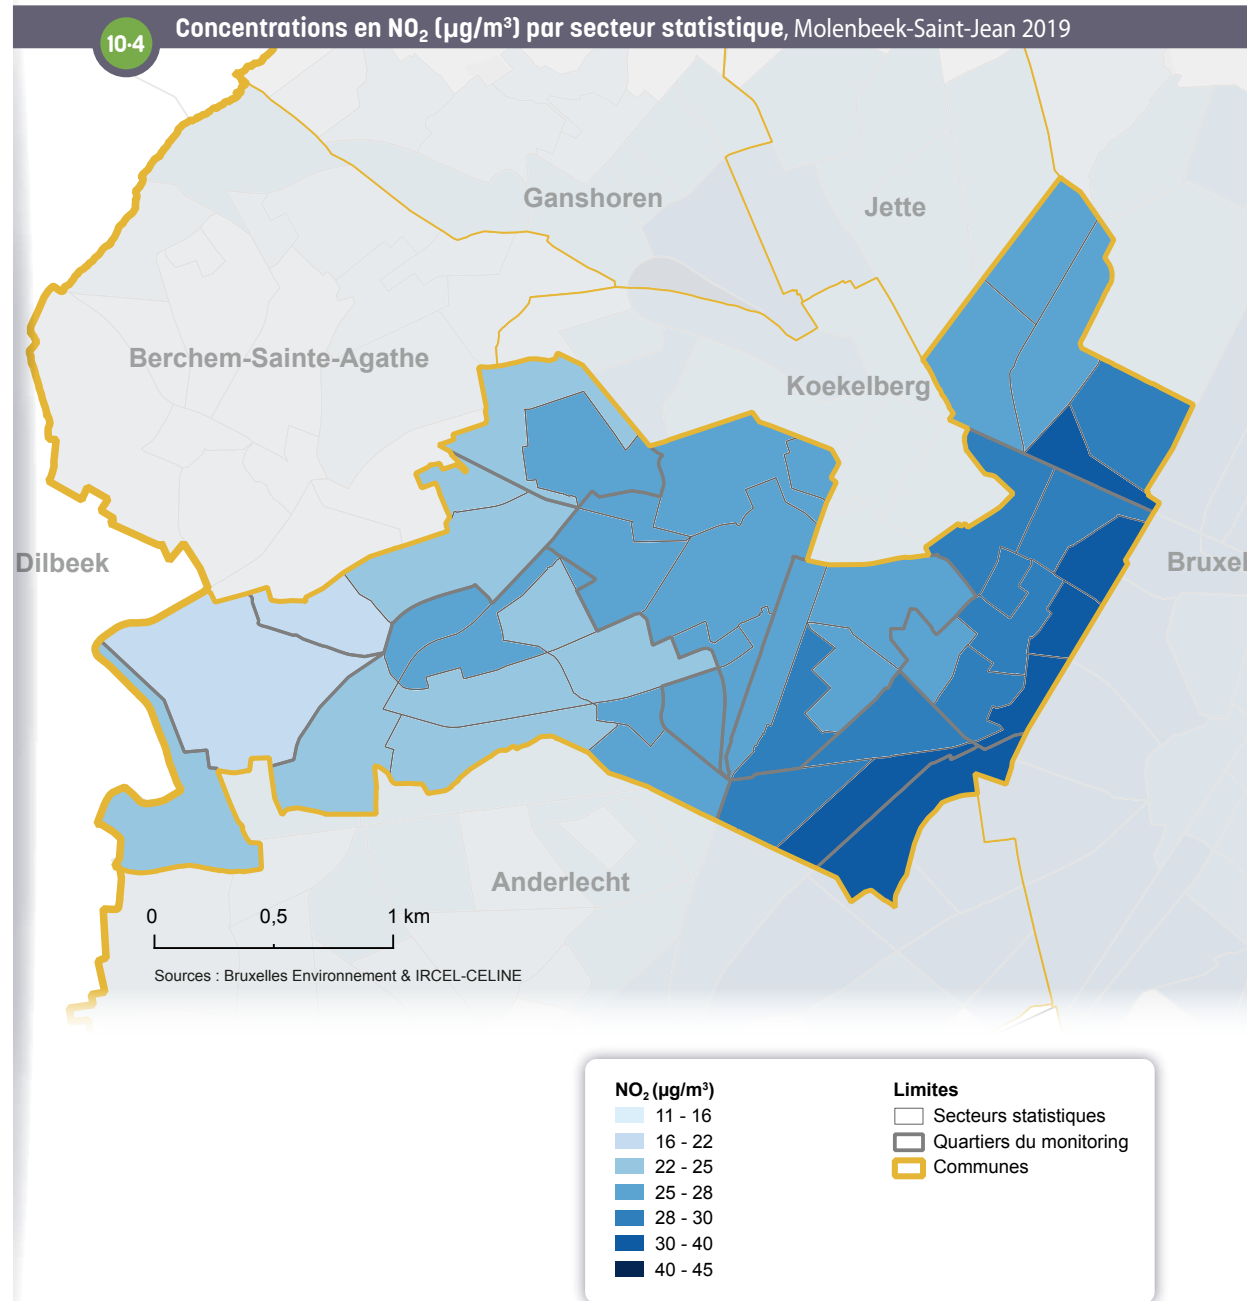 10·4
Concentrations en NO₂ (µg/m³) par secteur statistique, Molenbeek-Saint-Jean 2019
Ganshoren
Jette
Berchem-Sainte-Agathe
Koekelberg
Dilbeek
Bruxel
Anderlecht
0 0,5 1 km
Sources : Bruxelles Environnement & IRCEL-CELINE
NO₂ (µg/m³)
11 - 16
16 - 22
22 - 25
25 - 28
28 - 30
30 - 40
40 - 45
Limites
Secteurs statistiques
Quartiers du monitoring
Communes